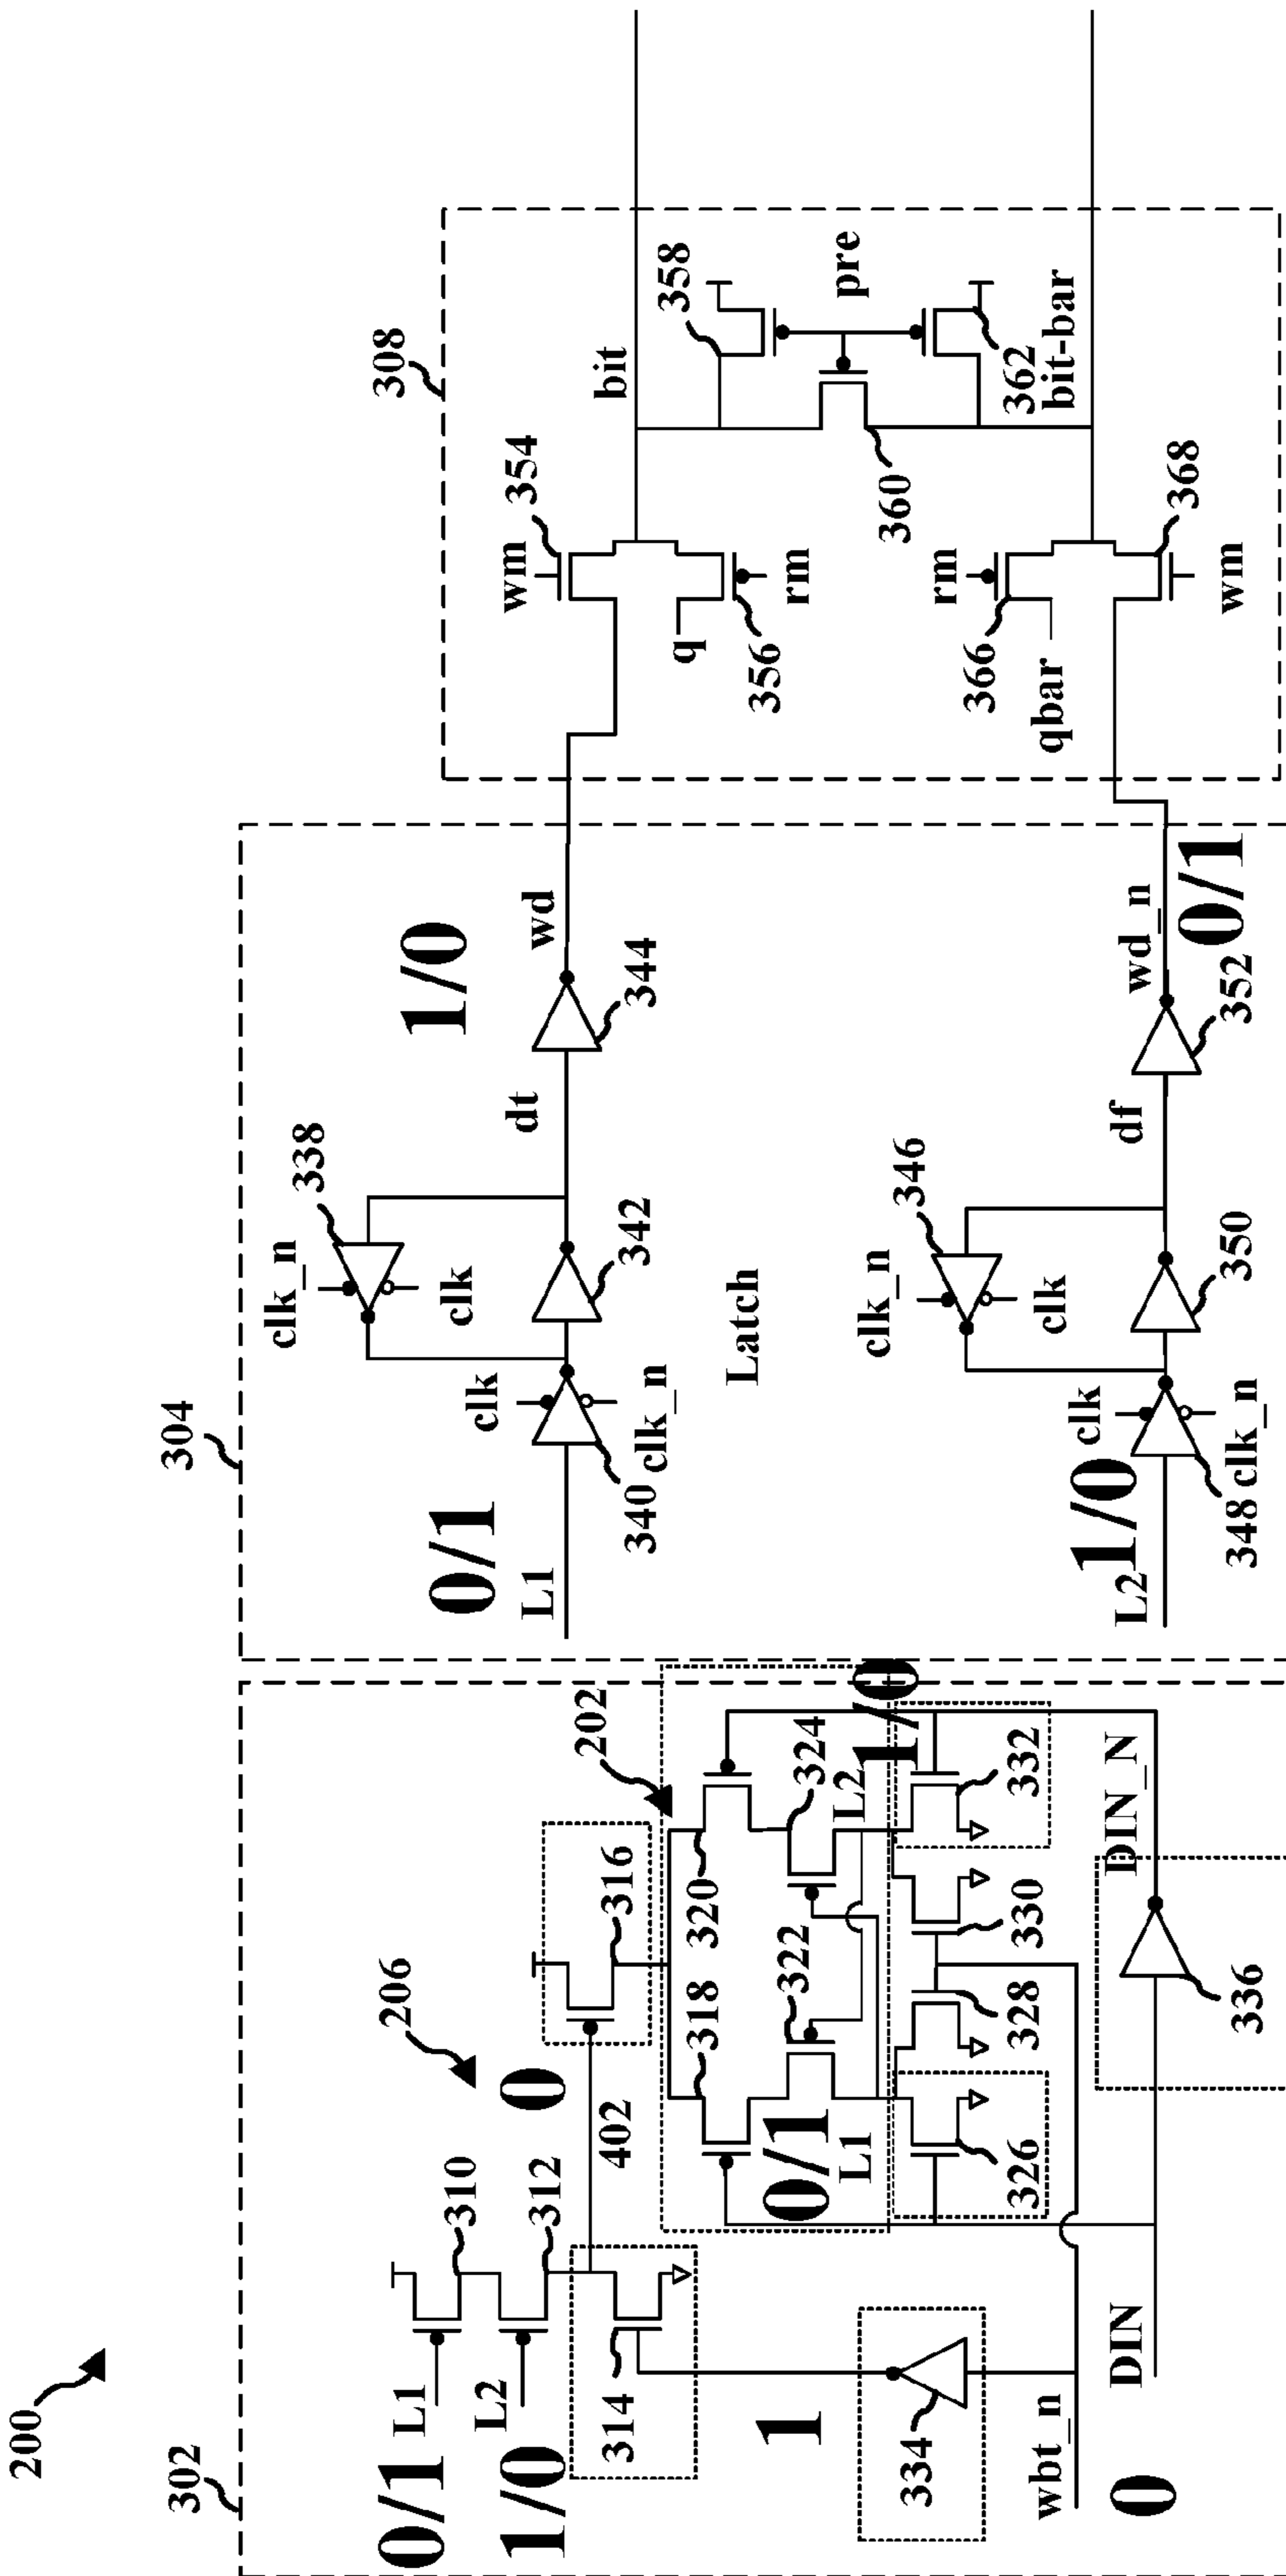 200
302
0/1
L1
310
1/0
L2
312
314
1
334
wbt_n
0
DIN
206
0
402
316
202
318
320
322
324
0/1
L1
L2
1/0
326
328
330
332
336
DIN_N
304
0/1
L1
340
clk
clk_n
338
clk_n
clk
342
dt
1/0
344
wd
Latch
1/0
L2
348
clk
clk_n
346
clk_n
clk
350
df
352
wd_n
0/1
308
wm
354
bit
q
356
rm
358
pre
360
362
bit-bar
rm
366
qbar
368
wm